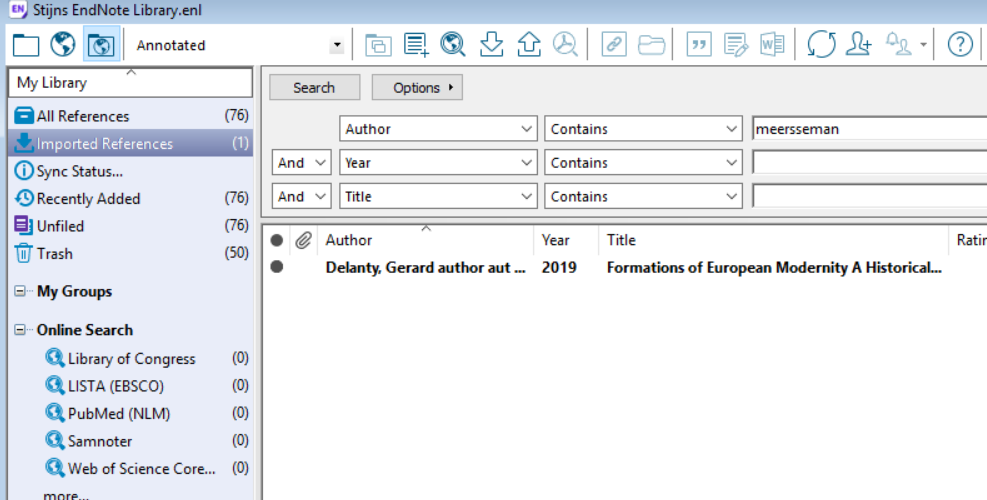 EN Stijns EndNote Library.enl
Annotated
My Library
All References (76)
Imported References (1)
Sync Status...
Recently Added (76)
Unfiled (76)
Trash (50)
My Groups
Online Search
Library of Congress (0)
LISTA (EBSCO) (0)
PubMed (NLM) (0)
Samnoter (0)
Web of Science Core... (0)
more...
Search Options
Author Contains meersseman
And Year Contains
And Title Contains
Author Year Title Ratin
Delanty, Gerard author aut ... 2019 Formations of European Modernity A Historical...